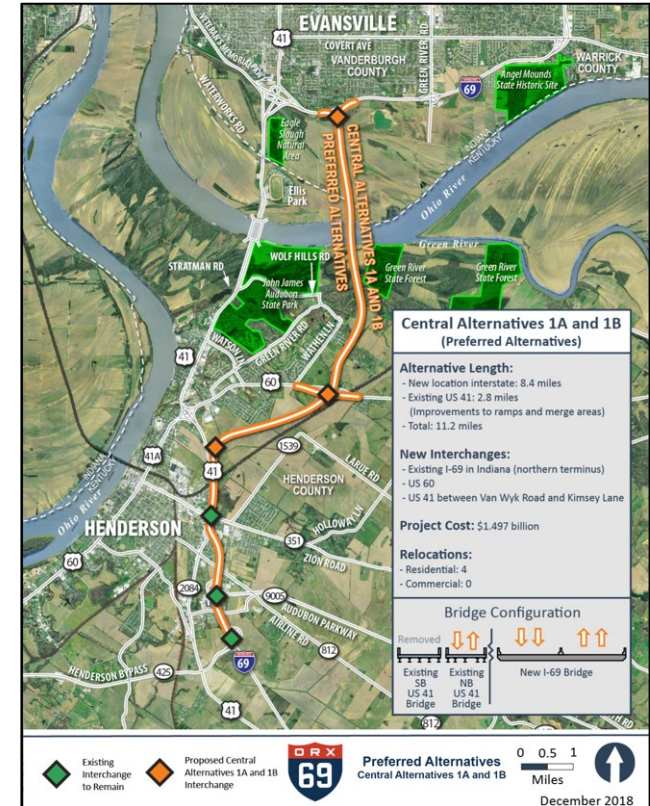 EVANSVILLE
41
COVERT AVE
VANDERBURGH
COUNTY
GREEN RIVER RD
WARRICK
COUNTY
VETERAN'S MEMORIAL PKWY
WATERWORKS RD
69
Angel Mounds
State Historic Site
Eagle
Slough
Natural
Area
INDIANA
KENTUCKY
Ellis
Park
Ohio River
PREFERRED ALTERNATIVES
CENTRAL ALTERNATIVES 1A AND 1B
Green River
STRATMAN RD
WOLF HILLS RD
John James
Audubon
State Park
Green River
State Forest
Green River
State Forest
WATSON LN
GREEN RIVER RD
WATHEN LN
41
60
41A
41
1539
LARUE RD
HENDERSON
COUNTY
INDIANA
KENTUCKY
Ohio River
HENDERSON
HOLLOWAY LN
351
ZION ROAD
60
2084
9005
AUDUBON PARKWAY
AIRLINE RD
812
69
HENDERSON BYPASS
425
41
812
Central Alternatives 1A and 1B
(Preferred Alternatives)
Alternative Length:
- New location interstate: 8.4 miles
- Existing US 41: 2.8 miles
(Improvements to ramps and merge areas)
- Total: 11.2 miles
New Interchanges:
- Existing I-69 in Indiana (northern terminus)
- US 60
- US 41 between Van Wyk Road and Kimsey Lane
Project Cost: $1.497 billion
Relocations:
- Residential: 4
- Commercial: 0
Bridge Configuration
Removed
Existing
SB
US 41
Bridge
Existing
NB
US 41
Bridge
New I-69 Bridge
Existing
Interchange
to Remain
Proposed Central
Alternatives 1A and 1B
Interchange
ORX
69
Preferred Alternatives
Central Alternatives 1A and 1B
0 0.5 1
Miles
December 2018